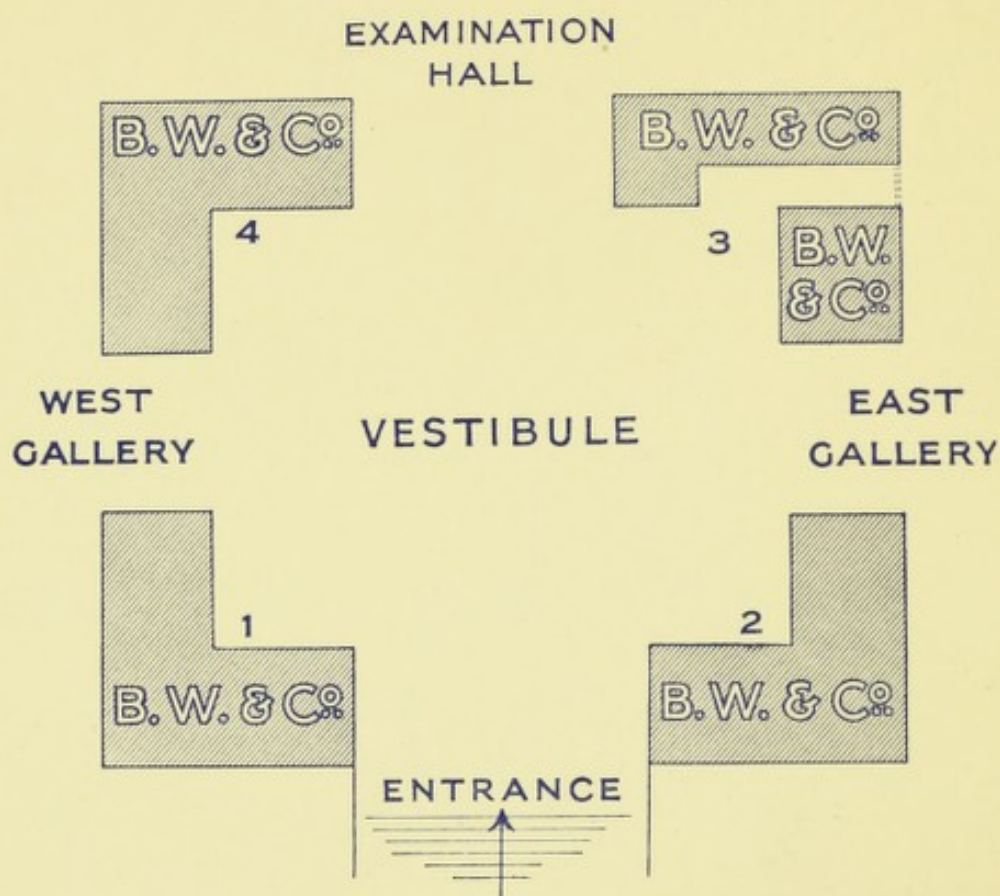 EXAMINATION
HALL
B.W. & Cº
B.W. & Cº
4
3
B.W.
& Cº
WEST
GALLERY
VESTIBULE
EAST
GALLERY
1
2
B.W. & Cº
B.W. & Cº
ENTRANCE